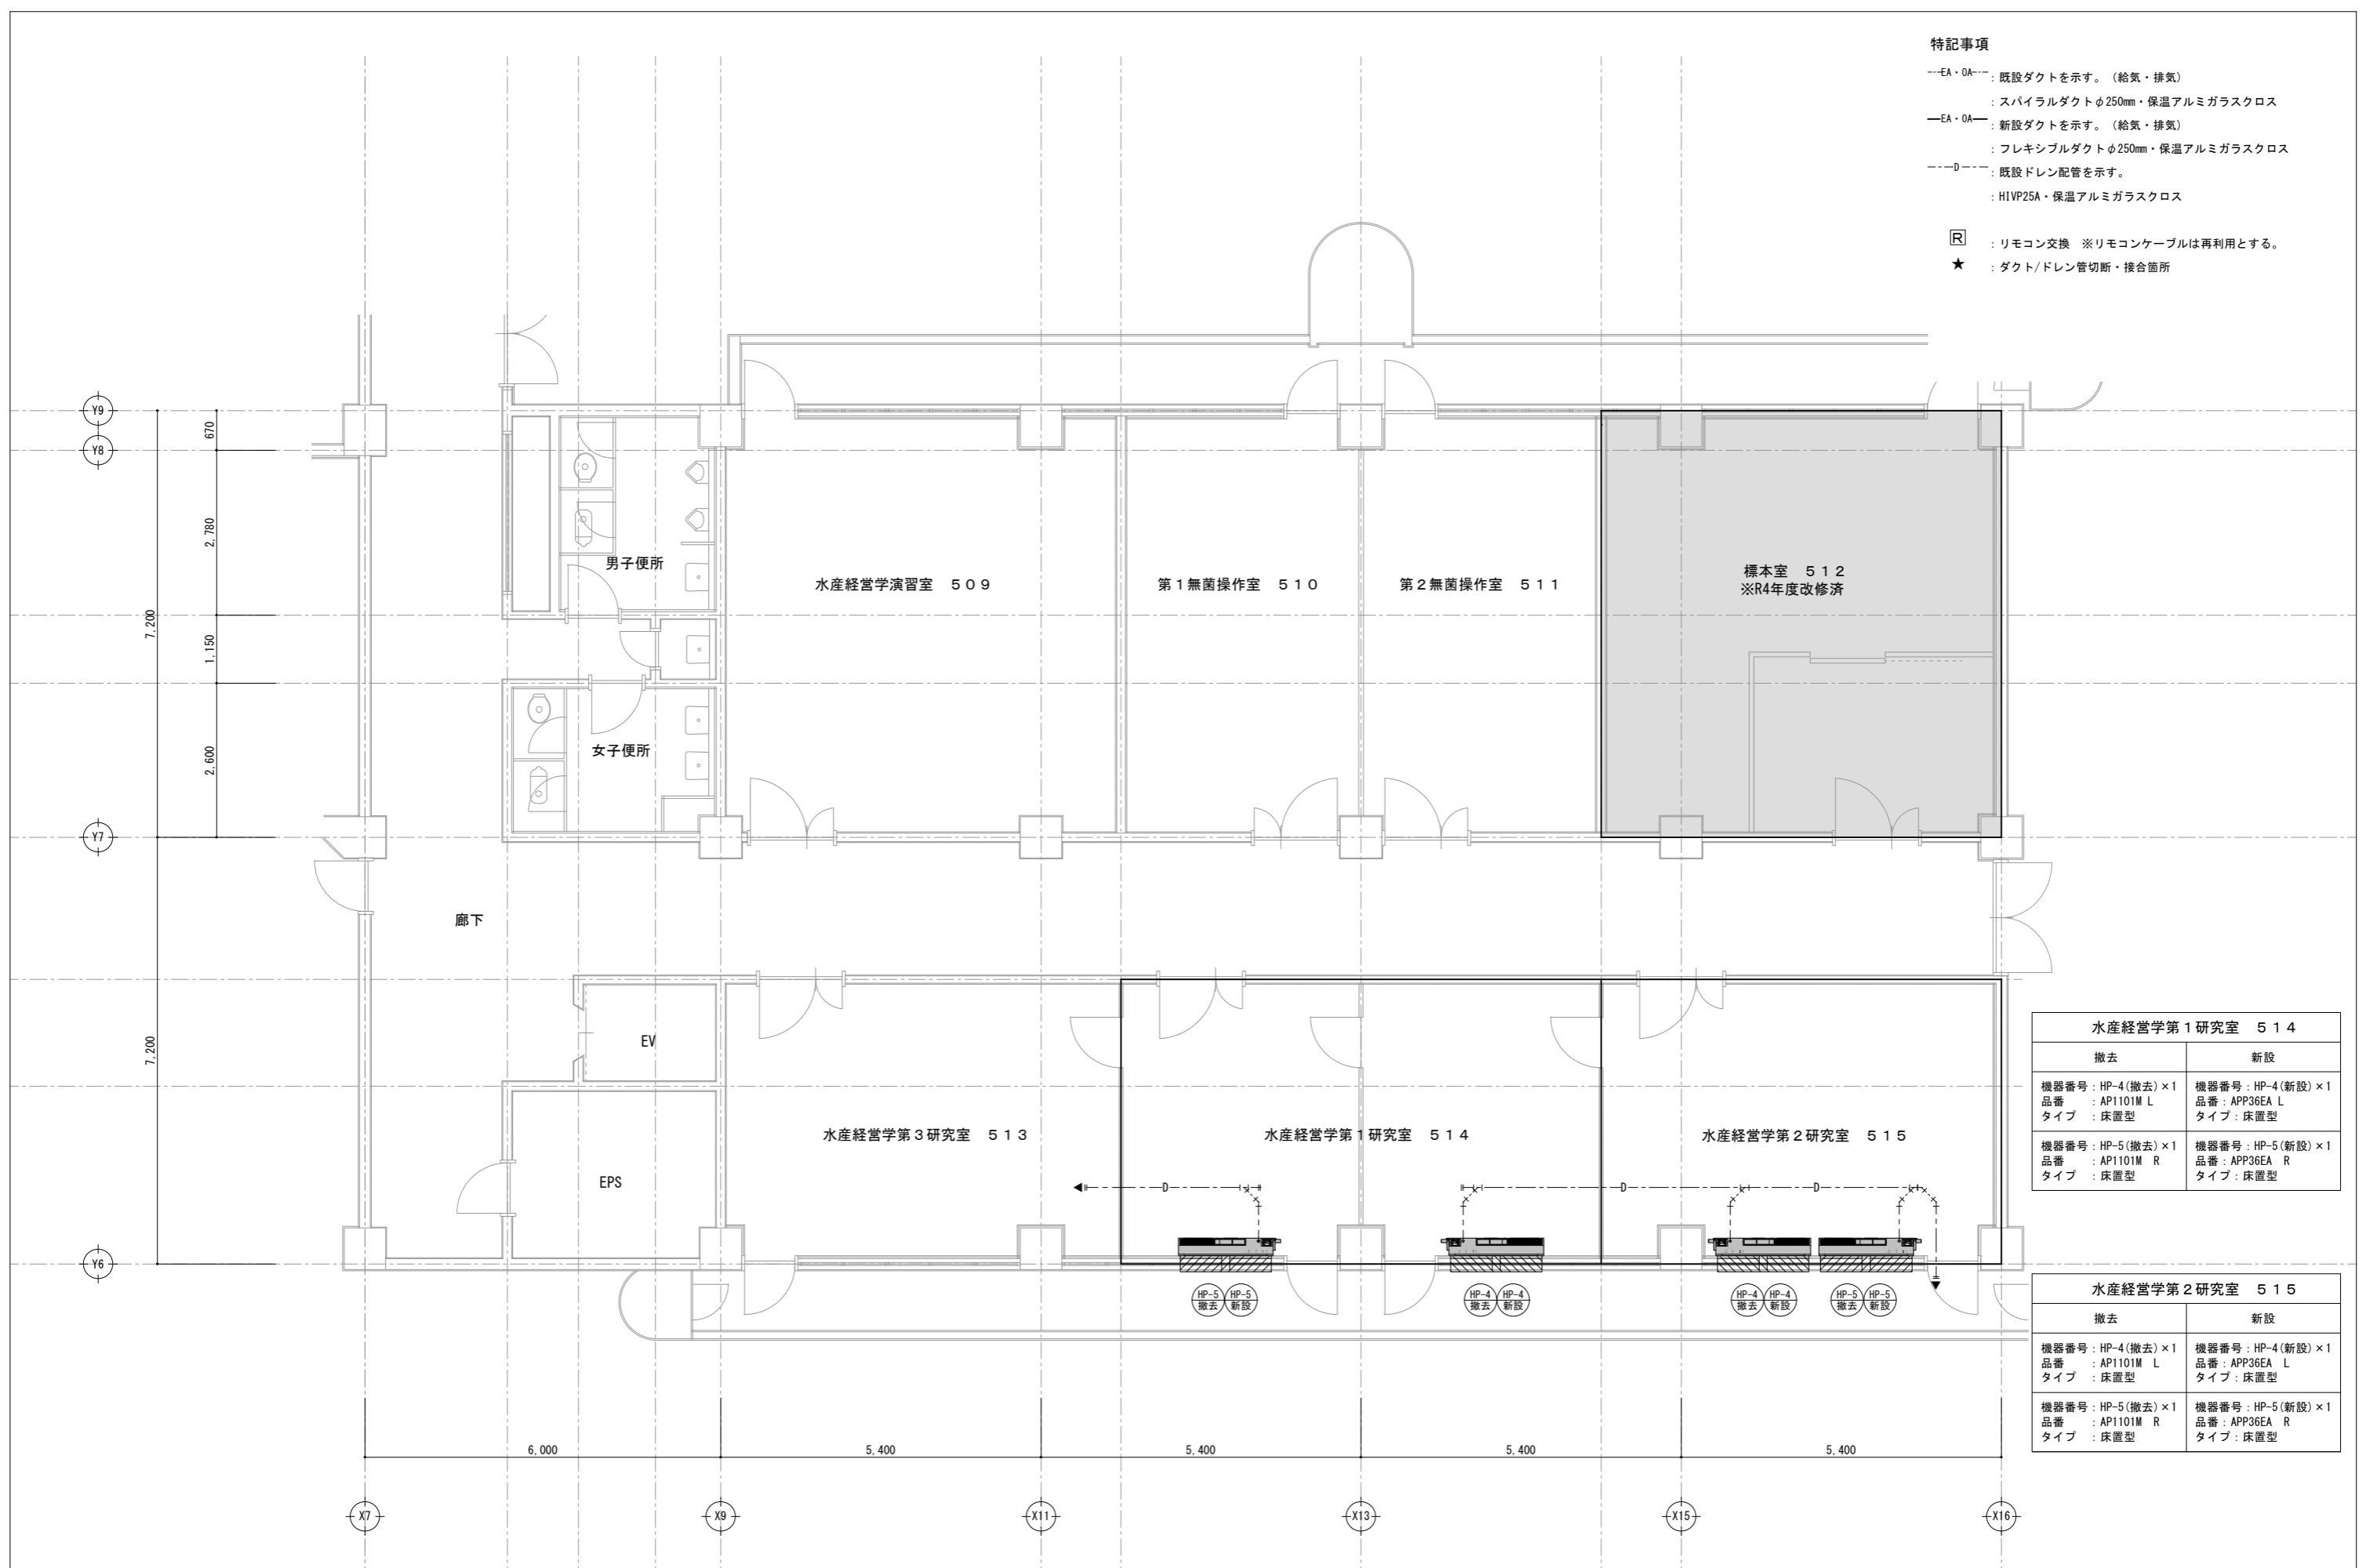 特記事項
EA・OA : 既設ダクトを示す。（給気・排気）
: スパイラルダクトφ250mm・保温アルミガラスクロス
EA・OA : 新設ダクトを示す。（給気・排気）
: フレキシブルダクトφ250mm・保温アルミガラスクロス
D : 既設ドレン配管を示す。
: HIVP25A・保温アルミガラスクロス
R : リモコン交換　※リモコンケーブルは再利用とする。
★ : ダクト/ドレン管切断・接合箇所
Y9
670
Y8
2,780
男子便所
水産経営学演習室　５０９
第１無菌操作室　５１０
第２無菌操作室　５１１
標本室　５１２
※R4年度改修済
7,200
1,150
女子便所
2,600
Y7
廊下
7,200
EV
EPS
水産経営学第３研究室　５１３
水産経営学第１研究室　５１４
水産経営学第２研究室　５１５
D
D
D
Y6
HP-5
撤去
HP-5
新設
HP-4
撤去
HP-4
新設
HP-4
撤去
HP-4
新設
HP-5
撤去
HP-5
新設
水産経営学第１研究室　５１４
撤去　新設
機器番号：HP-4(撤去)×1　機器番号：HP-4(新設)×1
品番　：AP1101M L　品番：APP36EA L
タイプ　：床置型　タイプ：床置型
機器番号：HP-5(撤去)×1　機器番号：HP-5(新設)×1
品番　：AP1101M R　品番：APP36EA R
タイプ　：床置型　タイプ：床置型
水産経営学第２研究室　５１５
撤去　新設
機器番号：HP-4(撤去)×1　機器番号：HP-4(新設)×1
品番　：AP1101M L　品番：APP36EA L
タイプ　：床置型　タイプ：床置型
機器番号：HP-5(撤去)×1　機器番号：HP-5(新設)×1
品番　：AP1101M R　品番：APP36EA R
タイプ　：床置型　タイプ：床置型
6,000　5,400　5,400　5,400　5,400
X7　X9　X11　X13　X15　X16